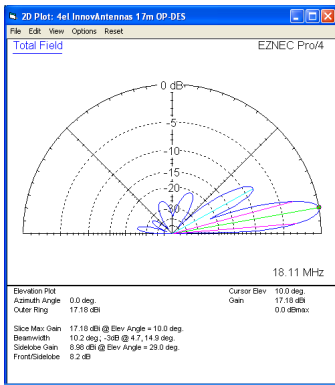 2D Plot: 4el InnovAntennas 17m OP-DES
File Edit View Options Reset
Total Field EZNEC Pro/4
0 dB
-5
-10
-15
-20
-30
18.11 MHz
Elevation Plot Cursor Elev 10.0 deg.
Azimuth Angle 0.0 deg. Gain 17.18 dBi
Outer Ring 17.18 dBi 0.0 dBmax
Slice Max Gain 17.18 dBi @ Elev Angle = 10.0 deg.
Beamwidth 10.2 deg.; -3dB @ 4.7, 14.9 deg.
Sidelobe Gain 8.98 dBi @ Elev Angle = 29.0 deg.
Front/Sidelobe 8.2 dB